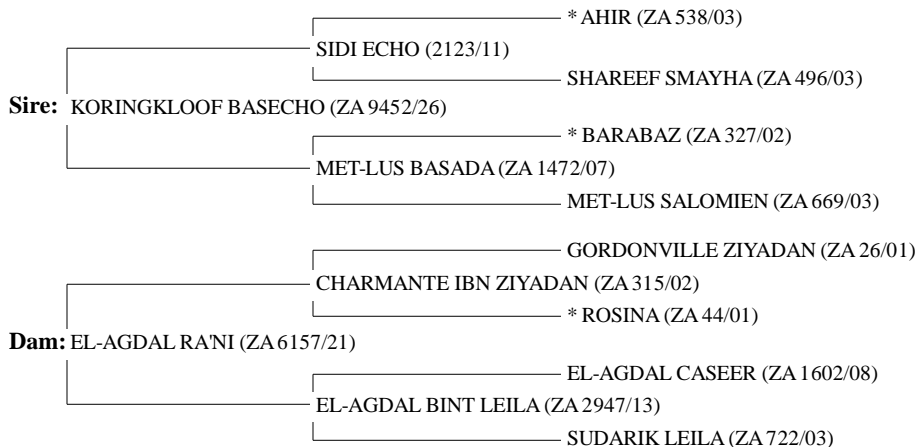 * AHIR (ZA 538/03)
SIDI ECHO (2123/11)
SHAREEF SMAYHA (ZA 496/03)
Sire: KORINGKLOOF BASECHO (ZA 9452/26)
* BARABAZ (ZA 327/02)
MET-LUS BASADA (ZA 1472/07)
MET-LUS SALOMIEN (ZA 669/03)
GORDONVILLE ZIYADAN (ZA 26/01)
CHARMANTE IBN ZIYADAN (ZA 315/02)
* ROSINA (ZA 44/01)
Dam: EL-AGDAL RA'NI (ZA 6157/21)
EL-AGDAL CASEER (ZA 1602/08)
EL-AGDAL BINT LEILA (ZA 2947/13)
SUDARIK LEILA (ZA 722/03)